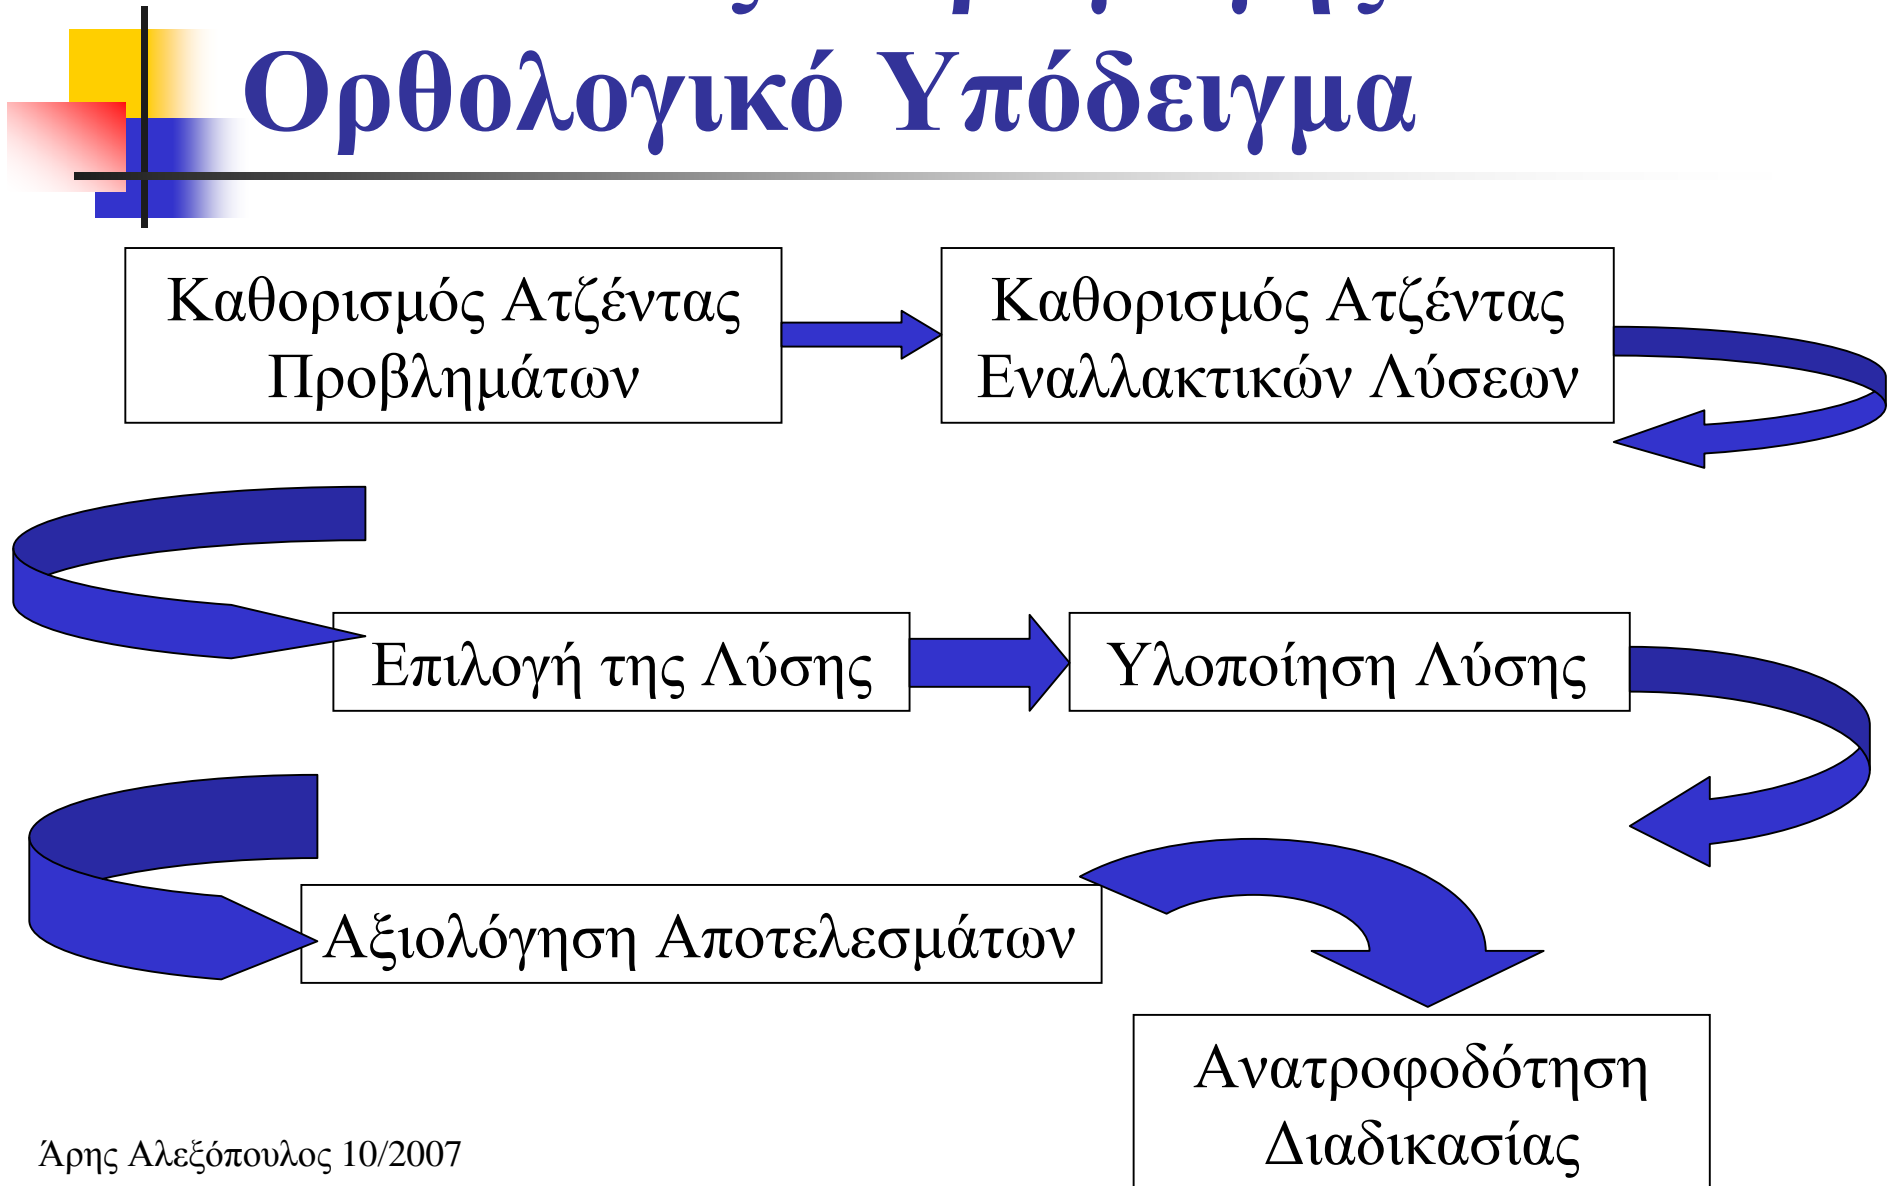 Ορθολογικό Υπόδειγμα
Καθορισμός Ατζέντας
Προβλημάτων
Καθορισμός Ατζέντας
Εναλλακτικών Λύσεων
Επιλογή της Λύσης
Υλοποίηση Λύσης
Αξιολόγηση Αποτελεσμάτων
Ανατροφοδότηση
Διαδικασίας
Άρης Αλεξόπουλος 10/2007